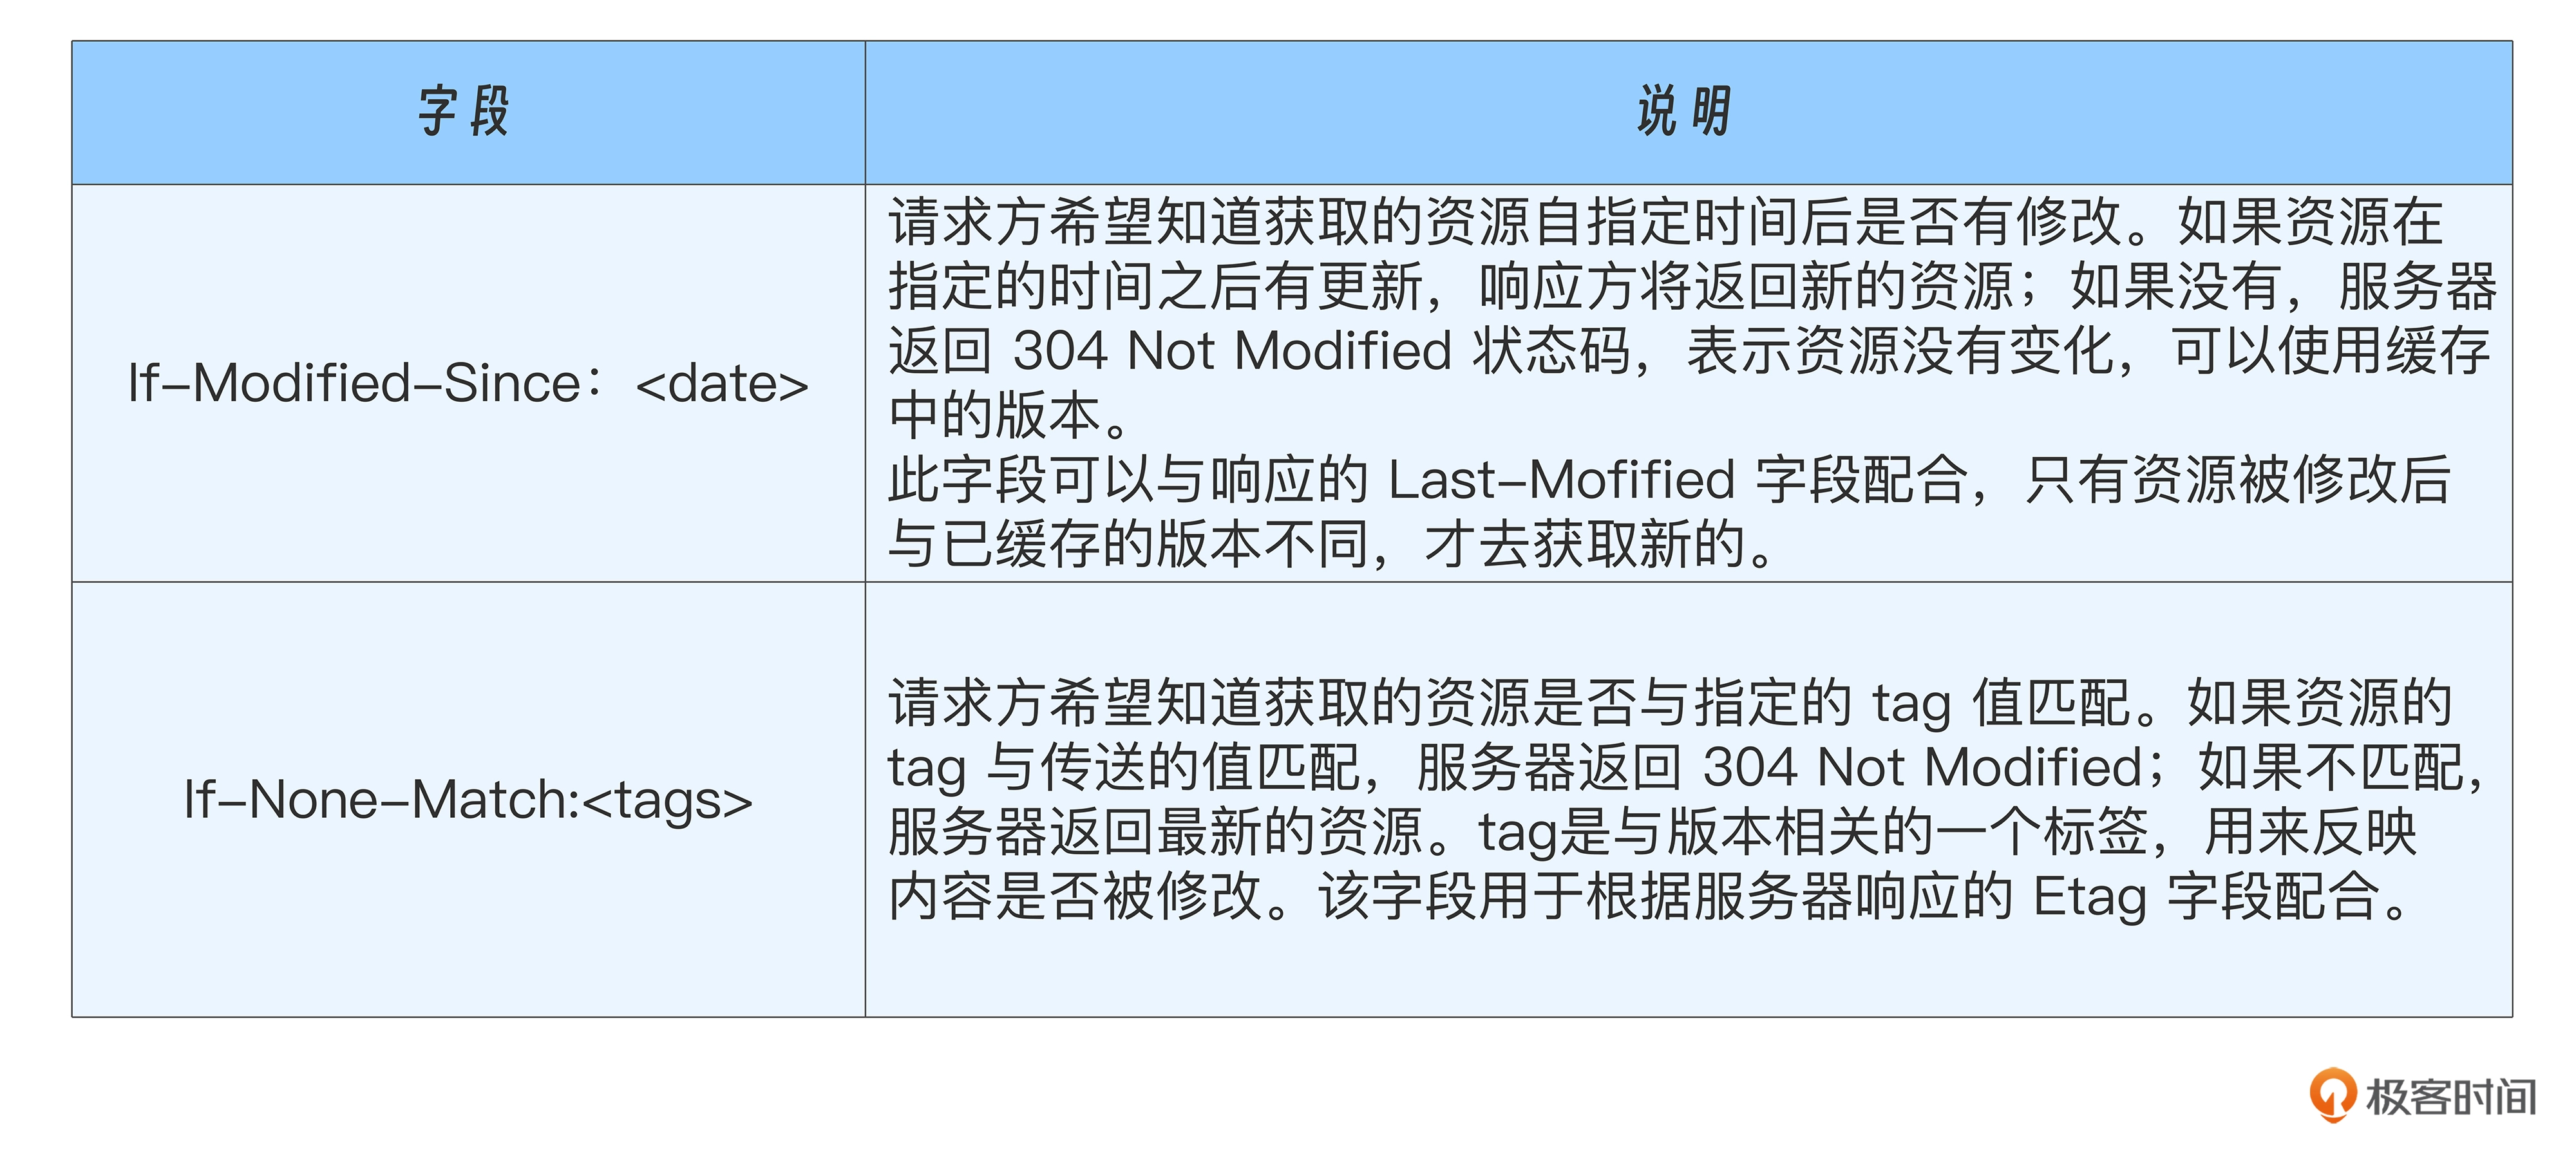 字段
说明
If-Modified-Since：<date>
请求方希望知道获取的资源自指定时间后是否有修改。如果资源在
指定的时间之后有更新，响应方将返回新的资源；如果没有，服务器
返回 304 Not Modified 状态码，表示资源没有变化，可以使用缓存
中的版本。
此字段可以与响应的 Last-Mofified 字段配合，只有资源被修改后
与已缓存的版本不同，才去获取新的。
If-None-Match:<tags>
请求方希望知道获取的资源是否与指定的 tag 值匹配。如果资源的
tag 与传送的值匹配，服务器返回 304 Not Modified；如果不匹配，
服务器返回最新的资源。tag是与版本相关的一个标签，用来反映
内容是否被修改。该字段用于根据服务器响应的 Etag 字段配合。
极客时间